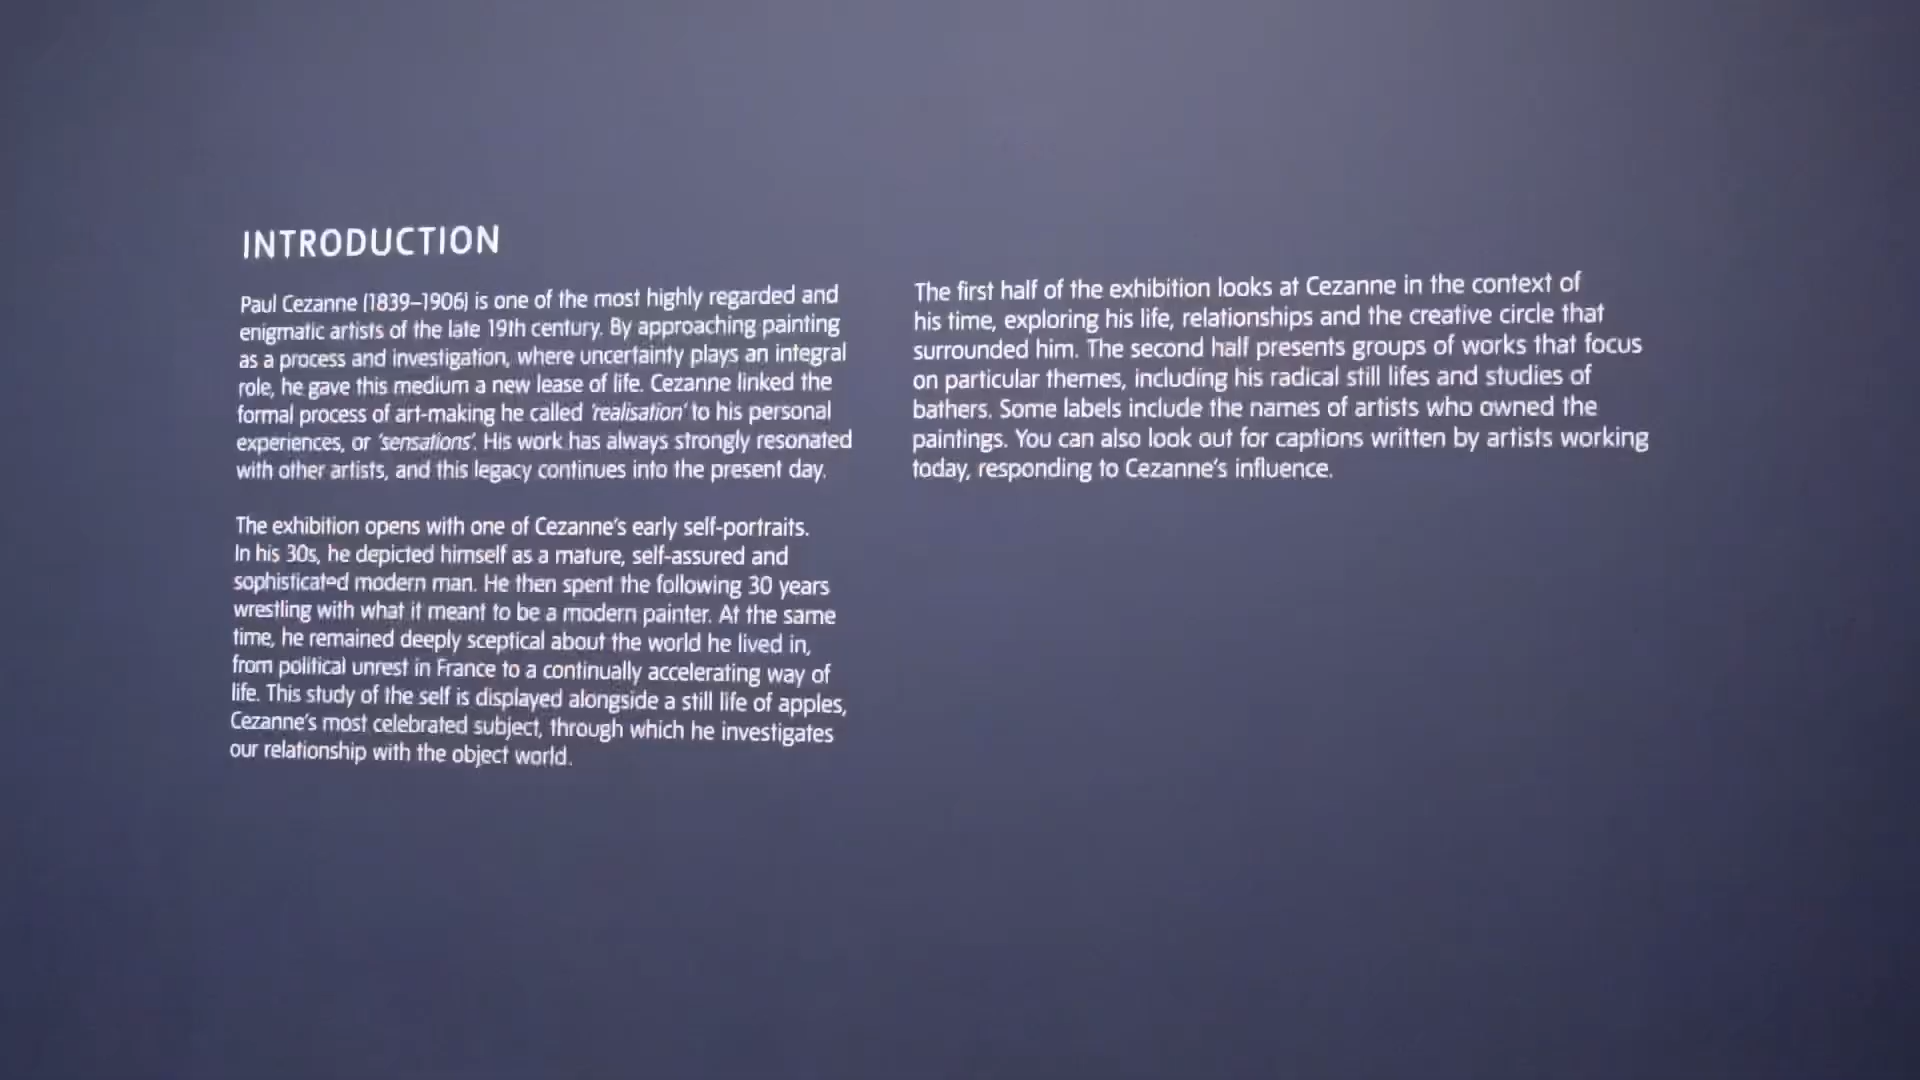 INTRODUCTION
Paul Cezanne (1839–1906) is one of the most highly regarded and
enigmatic artists of the late 19th century. By approaching painting
as a process and investigation, where uncertainty plays an integral
role, he gave this medium a new lease of life. Cezanne linked the
formal process of art-making he called ‘realisation’ to his personal
experiences, or ‘sensations’. His work has always strongly resonated
with other artists, and this legacy continues into the present day.
The exhibition opens with one of Cezanne’s early self-portraits.
In his 30s, he depicted himself as a mature, self-assured and
sophisticated modern man. He then spent the following 30 years
wrestling with what it meant to be a modern painter. At the same
time, he remained deeply sceptical about the world he lived in,
from political unrest in France to a continually accelerating way of
life. This study of the self is displayed alongside a still life of apples,
Cezanne’s most celebrated subject, through which he investigates
our relationship with the object world.
The first half of the exhibition looks at Cezanne in the context of
his time, exploring his life, relationships and the creative circle that
surrounded him. The second half presents groups of works that focus
on particular themes, including his radical still lifes and studies of
bathers. Some labels include the names of artists who owned the
paintings. You can also look out for captions written by artists working
today, responding to Cezanne’s influence.